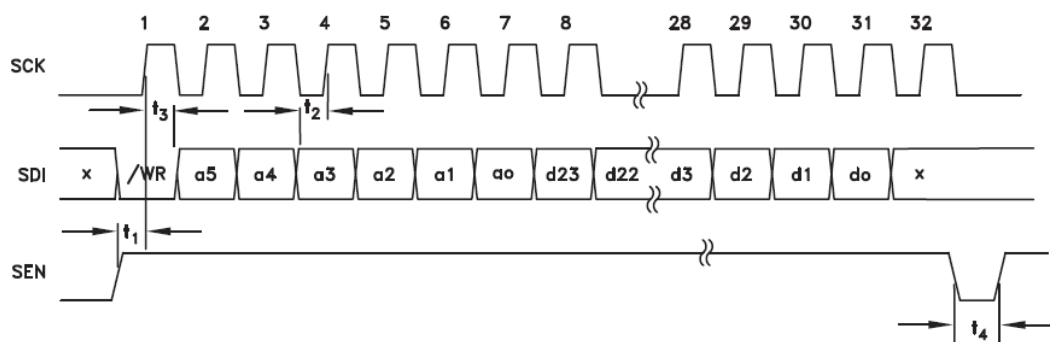 1 2 3 4 5 6 7 8 28 29 30 31 32
SCK
t3 t2
SDI x /WR a5 a4 a3 a2 a1 ao d23 d22 d3 d2 d1 do x
t1
SEN
t4